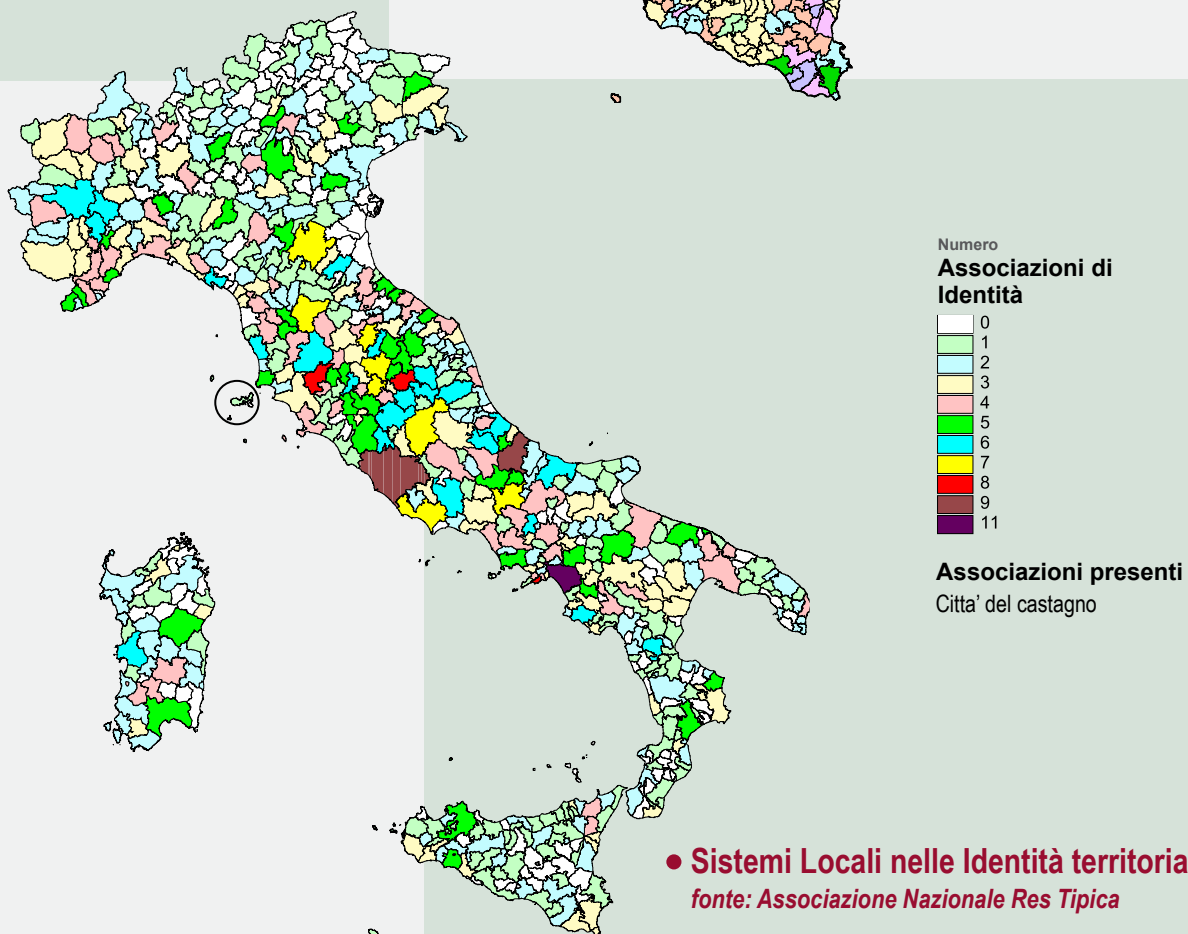 Numero
Associazioni di
Identità
0
1
2
3
4
5
6
7
8
9
11
Associazioni presenti
Citta' del castagno
• Sistemi Locali nelle Identità territoria
fonte: Associazione Nazionale Res Tipica